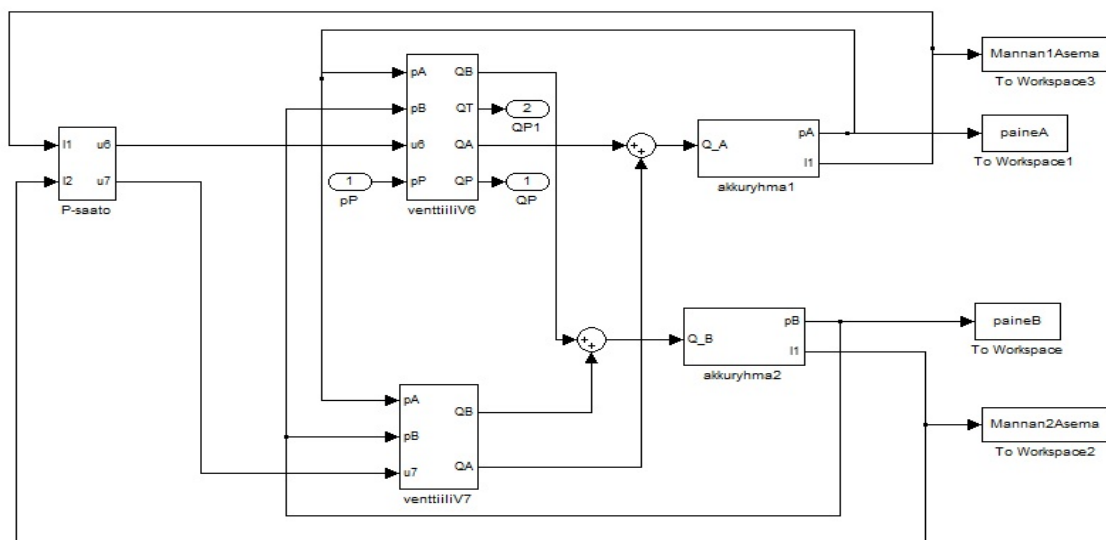 Mannan1Asema
To Workspace3
pA
QB
pB
QT
2
QP1
u6
QA
pP
QP
1
pP
1
QP
venttiiliV6
I1
u6
I2
u7
P-saato
+
+
Q_A
pA
I1
akkuryhma1
paineA
To Workspace1
+
+
Q_B
pB
I1
akkuryhma2
paineB
To Workspace
pA
QB
pB
u7
QA
venttiiliV7
Mannan2Asema
To Workspace2